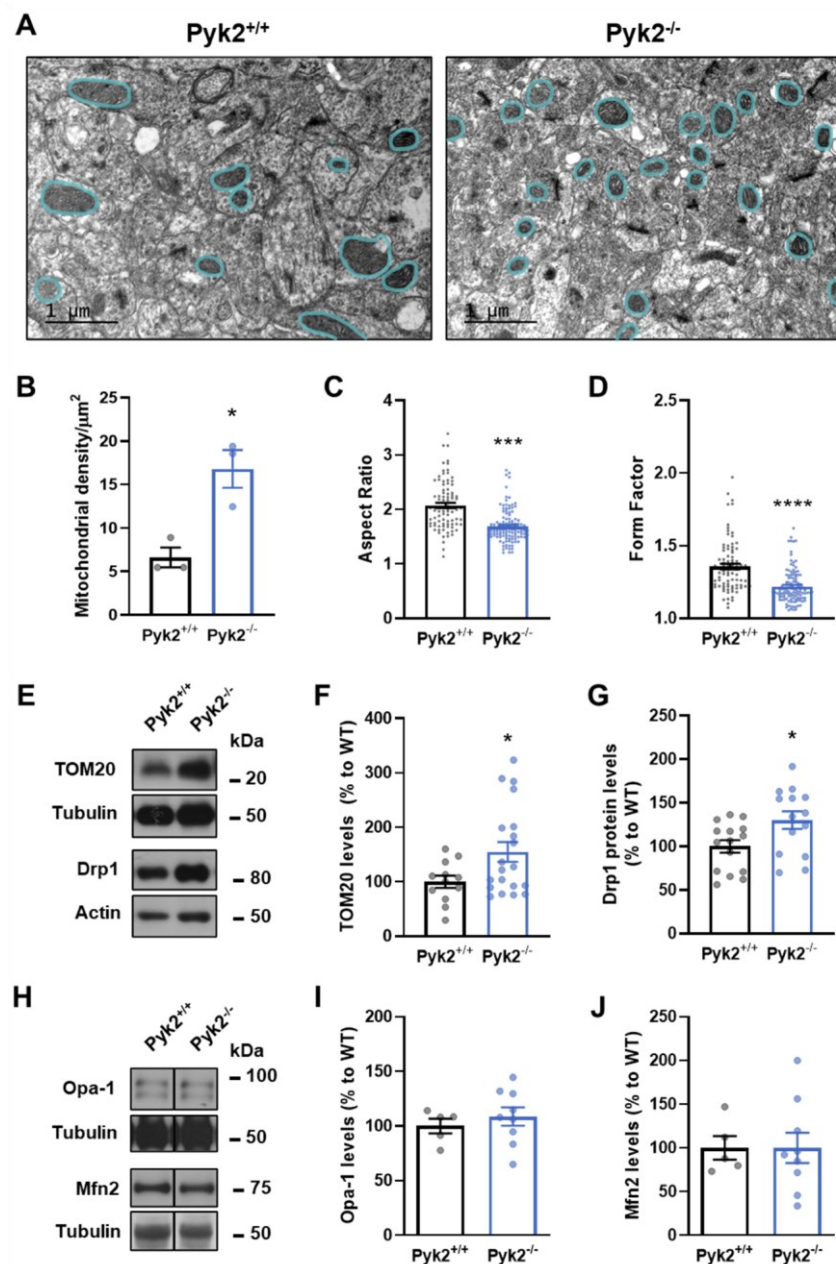 A
Pyk2+/+
Pyk2-/-
1 µm
1 µm
B
Mitochondrial density/µm2
25
20
15
10
5
0
*
Pyk2+/+ Pyk2-/-
C
Aspect Ratio
4
3
2
1
0
***
Pyk2+/+ Pyk2-/-
D
Form Factor
2.5
2.0
1.5
1.0
****
Pyk2+/+ Pyk2-/-
E
Pyk2+/+ Pyk2-/-
kDa
TOM20
– 20
Tubulin
– 50
Drp1
– 80
Actin
– 50
F
TOM20 levels (% to WT)
400
300
200
100
0
*
Pyk2+/+ Pyk2-/-
G
Drp1 protein levels
(% to WT)
250
200
150
100
50
0
*
Pyk2+/+ Pyk2-/-
H
Pyk2+/+ Pyk2-/-
kDa
Opa-1
– 100
Tubulin
– 50
Mfn2
– 75
Tubulin
– 50
I
Opa-1 levels (% to WT)
200
150
100
50
0
Pyk2+/+ Pyk2-/-
J
Mfn2 levels (% to WT)
250
200
150
100
50
0
Pyk2+/+ Pyk2-/-